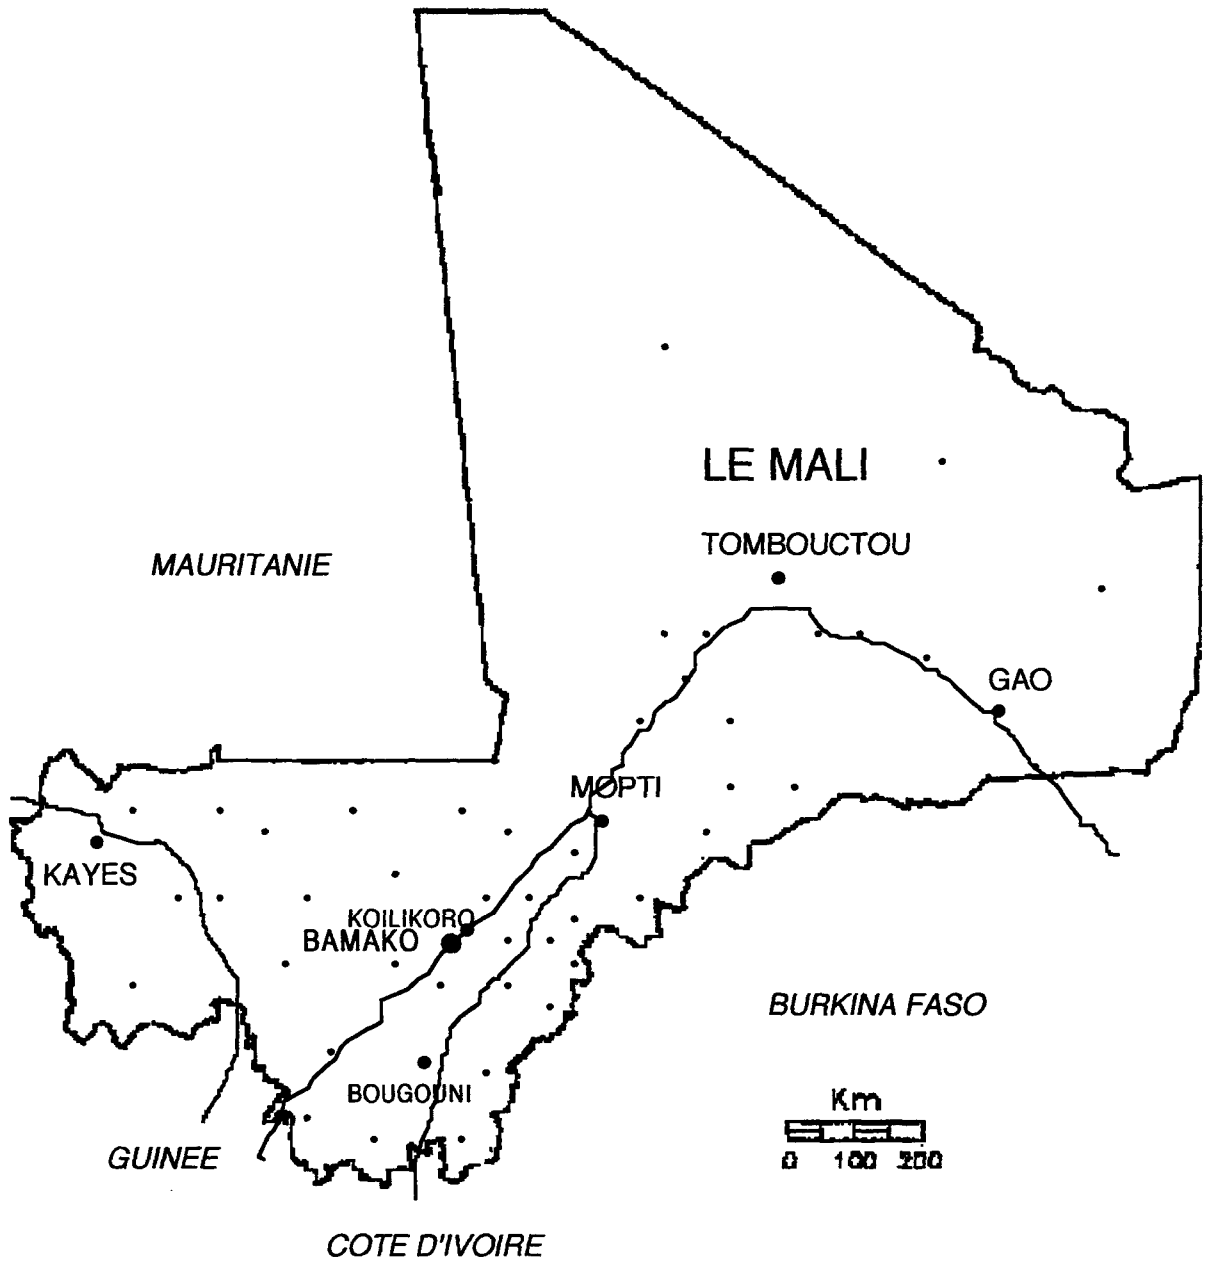 LE MALI
TOMBOUCTOU
MAURITANIE
GAO
MOPTI
KAYES
KOILIKORO
BAMAKO
BURKINA FASO
BOUGOUNI
Km
GUINEE
0 100 200
COTE D'IVOIRE